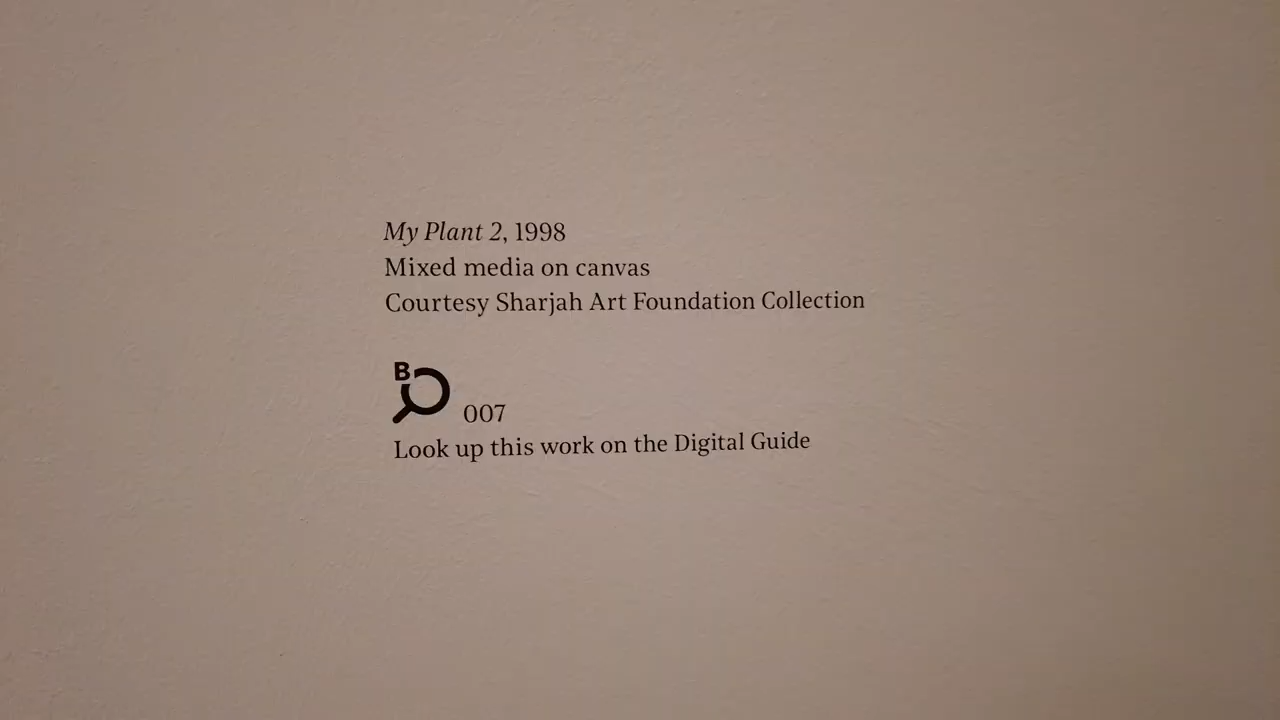 My Plant 2, 1998
Mixed media on canvas
Courtesy Sharjah Art Foundation Collection
B
007
Look up this work on the Digital Guide